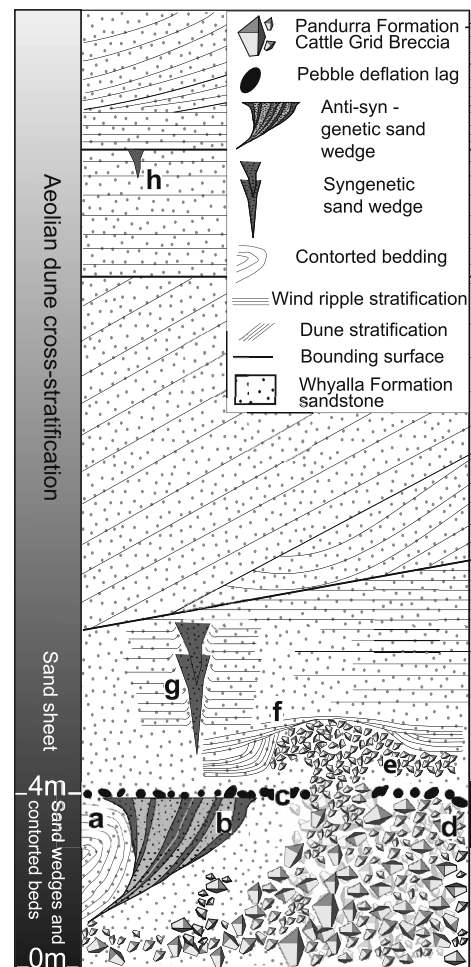 Pandurra Formation -
Cattle Grid Breccia
Pebble deflation lag
Anti-syn -
genetic sand
wedge
Syngenetic
sand wedge
Contorted bedding
Wind ripple stratification
Dune stratification
Bounding surface
Whyalla Formation
sandstone
Aeolian dune cross-stratification
Sand sheet
4m
Sand wedges and
contorted beds
0m
h
g
f
e
c
a
b
d